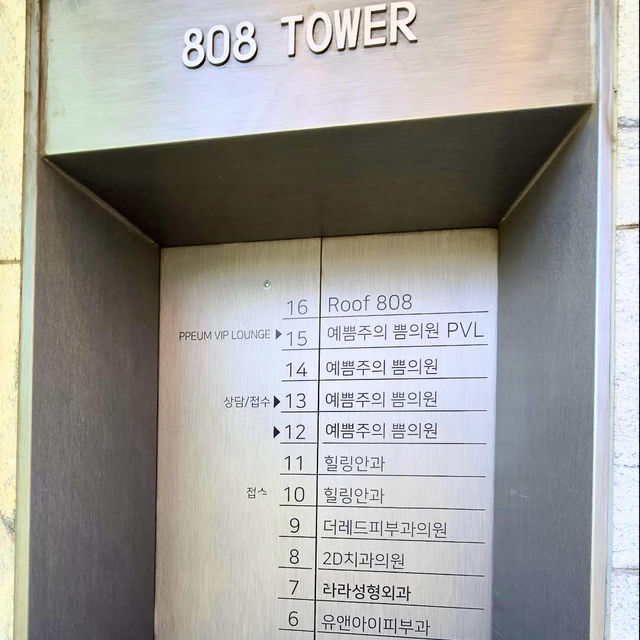 808 TOWER
16 Roof 808
PPEUM VIP LOUNGE ▶ 15 예쁨주의 쁨의원 PVL
14 예쁨주의 쁨의원
상담/접수 ▶ 13 예쁨주의 쁨의원
▶ 12 예쁨주의 쁨의원
11 힐링안과
접스 10 힐링안과
9 더레드피부과의원
8 2D치과의원
7 라라성형외과
6 유앤아이피부과